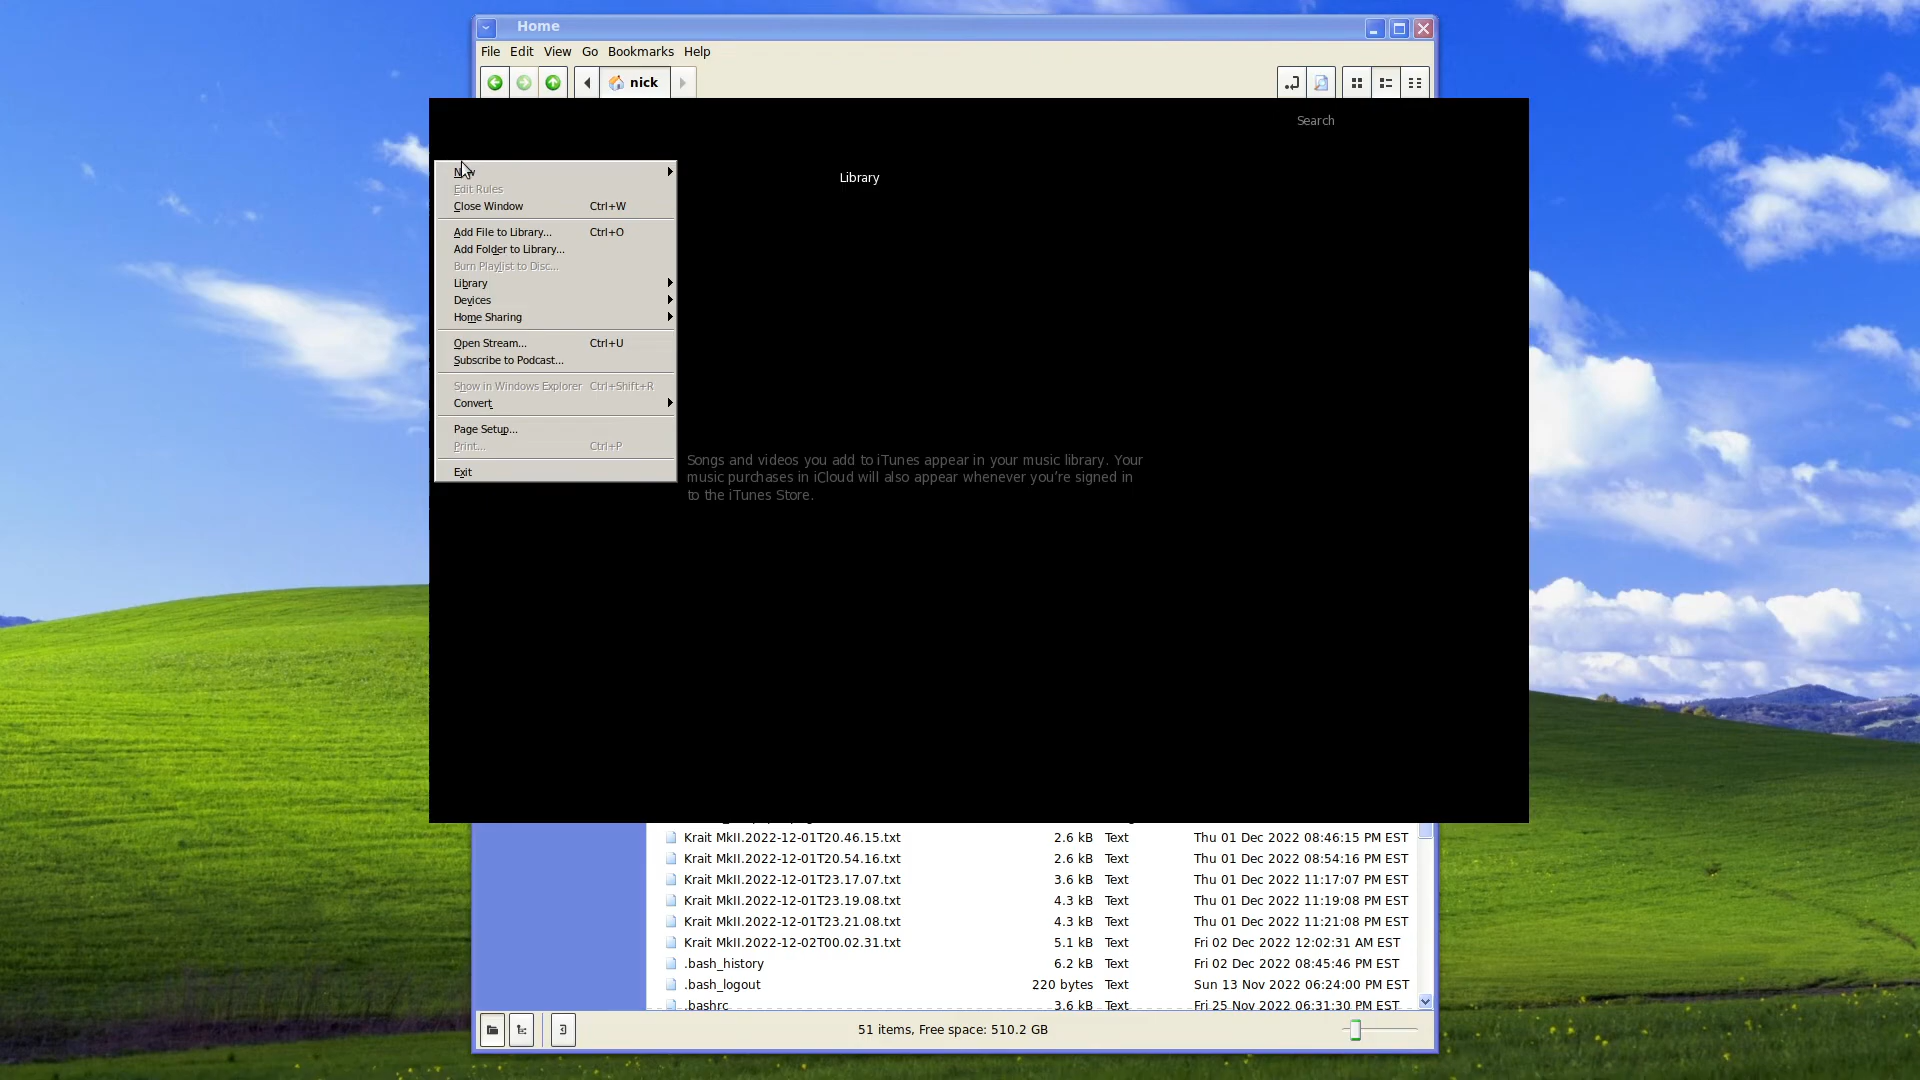 Home
File Edit View Go Bookmarks Help
nick
Search
Library
Edit Rules
Close Window Ctrl+W
Add File to Library... Ctrl+O
Add Folder to Library...
Burn Playlist to Disc...
Library
Devices
Home Sharing
Open Stream... Ctrl+U
Subscribe to Podcast...
Show in Windows Explorer Ctrl+Shift+R
Convert
Page Setup...
Print... Ctrl+P
Exit
Songs and videos you add to iTunes appear in your music library. Your
music purchases in iCloud will also appear whenever you’re signed in
to the iTunes Store.
Krait MkII.2022-12-01T20.46.15.txt 2.6 kB Text Thu 01 Dec 2022 08:46:15 PM EST
Krait MkII.2022-12-01T20.54.16.txt 2.6 kB Text Thu 01 Dec 2022 08:54:16 PM EST
Krait MkII.2022-12-01T23.17.07.txt 3.6 kB Text Thu 01 Dec 2022 11:17:07 PM EST
Krait MkII.2022-12-01T23.19.08.txt 4.3 kB Text Thu 01 Dec 2022 11:19:08 PM EST
Krait MkII.2022-12-01T23.21.08.txt 4.3 kB Text Thu 01 Dec 2022 11:21:08 PM EST
Krait MkII.2022-12-02T00.02.31.txt 5.1 kB Text Fri 02 Dec 2022 12:02:31 AM EST
.bash_history 6.2 kB Text Fri 02 Dec 2022 08:45:46 PM EST
.bash_logout 220 bytes Text Sun 13 Nov 2022 06:24:00 PM EST
.bashrc 3.6 kB Text Fri 25 Nov 2022 06:31:30 PM EST
51 items, Free space: 510.2 GB